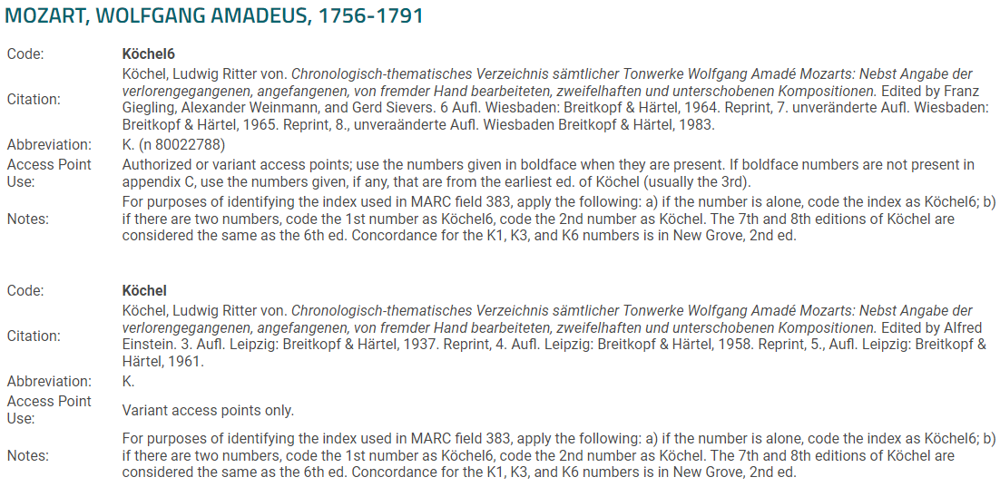 MOZART, WOLFGANG AMADEUS, 1756-1791
Code: Köchel6
Citation: Köchel, Ludwig Ritter von. Chronologisch-thematisches Verzeichnis sämtlicher Tonwerke Wolfgang Amadé Mozarts: Nebst Angabe der
verlorengegangenen, angefangenen, von fremder Hand bearbeiteten, zweifelhaften und unterschobenen Kompositionen. Edited by Franz
Giegling, Alexander Weinmann, and Gerd Sievers. 6 Aufl. Wiesbaden: Breitkopf & Härtel, 1964. Reprint, 7. unveränderte Aufl. Wiesbaden:
Breitkopf & Härtel, 1965. Reprint, 8., unveraänderte Aufl. Wiesbaden Breitkopf & Härtel, 1983.
Abbreviation: K. (n 80022788)
Access Point Use: Authorized or variant access points; use the numbers given in boldface when they are present. If boldface numbers are not present in
appendix C, use the numbers given, if any, that are from the earliest ed. of Köchel (usually the 3rd).
Notes: For purposes of identifying the index used in MARC field 383, apply the following: a) if the number is alone, code the index as Köchel6; b)
if there are two numbers, code the 1st number as Köchel6, code the 2nd number as Köchel. The 7th and 8th editions of Köchel are
considered the same as the 6th ed. Concordance for the K1, K3, and K6 numbers is in New Grove, 2nd ed.
Code: Köchel
Citation: Köchel, Ludwig Ritter von. Chronologisch-thematisches Verzeichnis sämtlicher Tonwerke Wolfgang Amadé Mozarts: Nebst Angabe der
verlorengegangenen, angefangenen, von fremder Hand bearbeiteten, zweifelhaften und unterschobenen Kompositionen. Edited by Alfred
Einstein. 3. Aufl. Leipzig: Breitkopf & Härtel, 1937. Reprint, 4. Aufl. Leipzig: Breitkopf & Härtel, 1958. Reprint, 5., Aufl. Leipzig: Breitkopf &
Härtel, 1961.
Abbreviation: K.
Access Point Use: Variant access points only.
Notes: For purposes of identifying the index used in MARC field 383, apply the following: a) if the number is alone, code the index as Köchel6; b)
if there are two numbers, code the 1st number as Köchel6, code the 2nd number as Köchel. The 7th and 8th editions of Köchel are
considered the same as the 6th ed. Concordance for the K1, K3, and K6 numbers is in New Grove, 2nd ed.